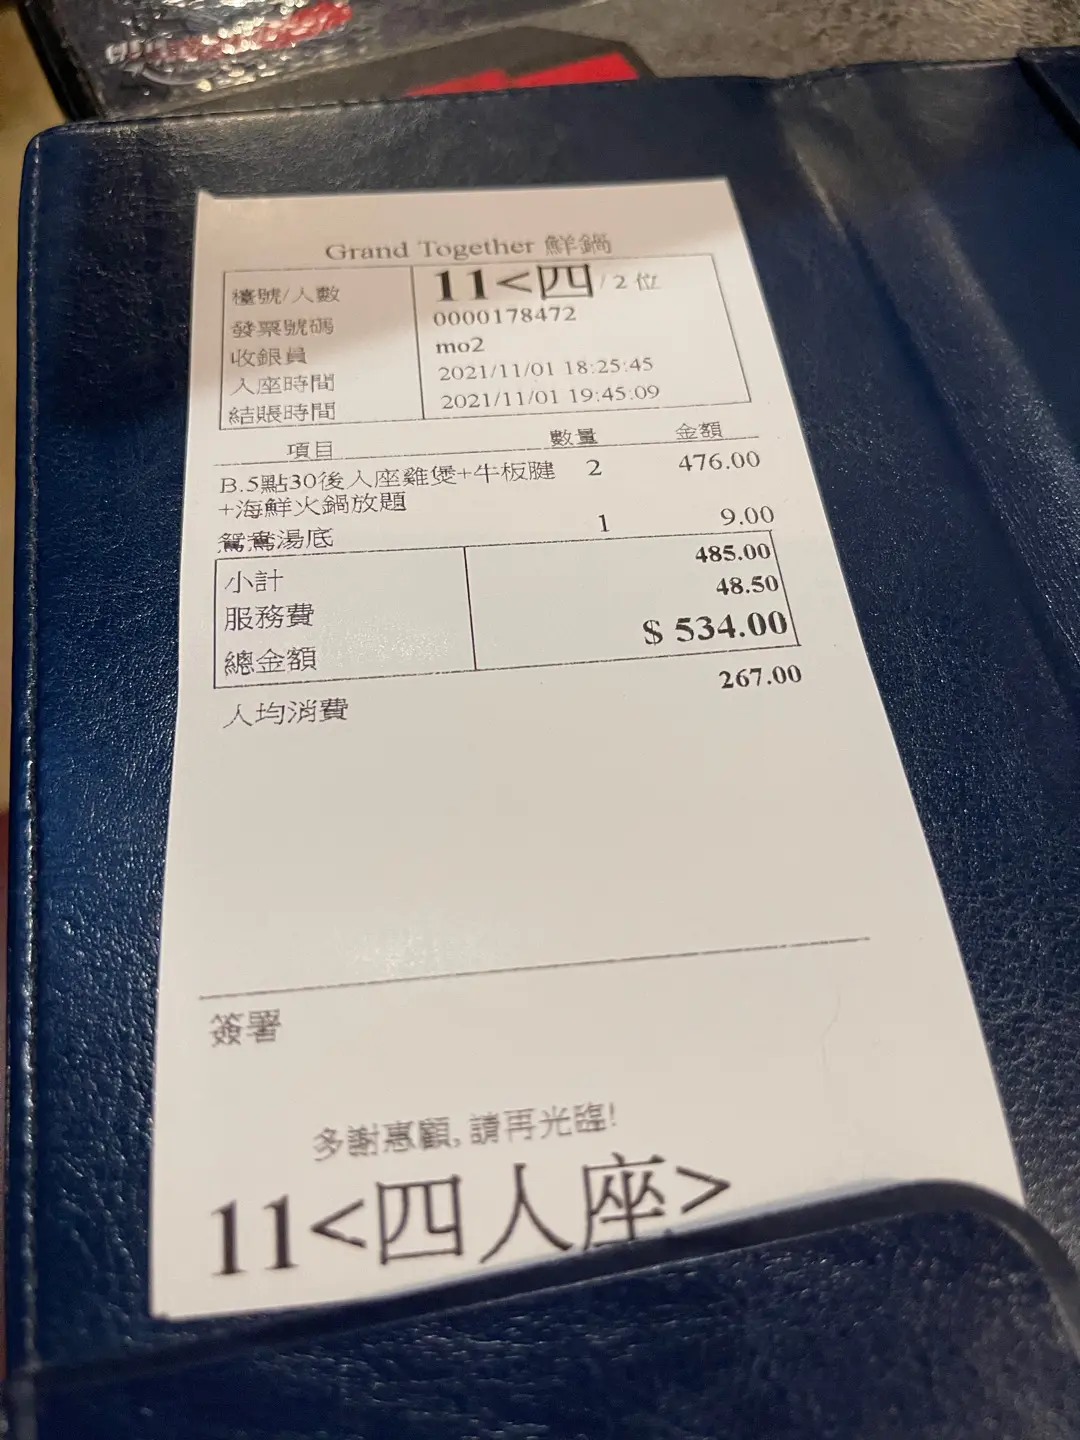 Grand Together 鮮鍋
檯號/人數 11<四 / 2 位
發票號碼 0000178472
收銀員 mo2
入座時間 2021/11/01 18:25:45
結賬時間 2021/11/01 19:45:09
項目 數量 金額
B.5點30後入座雞煲+牛板腱 2 476.00
+海鮮火鍋放題
鴛鴦湯底 1 9.00
小計 485.00
服務費 48.50
總金額 $ 534.00
人均消費 267.00
簽署
多謝惠顧,請再光臨!
11<四人座>